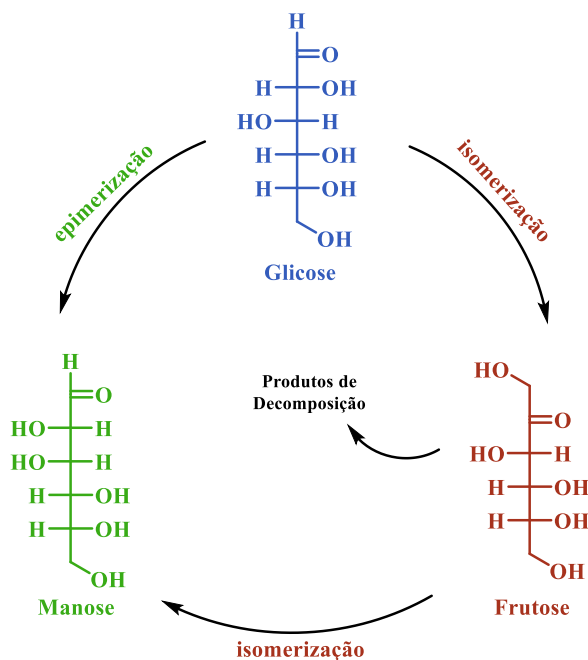 H
O
H OH
HO H
H OH
H OH
OH
Glicose
epimerização
isomerização
H
O
HO H
HO H
H OH
H OH
OH
Manose
Produtos de
Decomposição
HO
O
HO H
H OH
H OH
OH
Frutose
isomerização